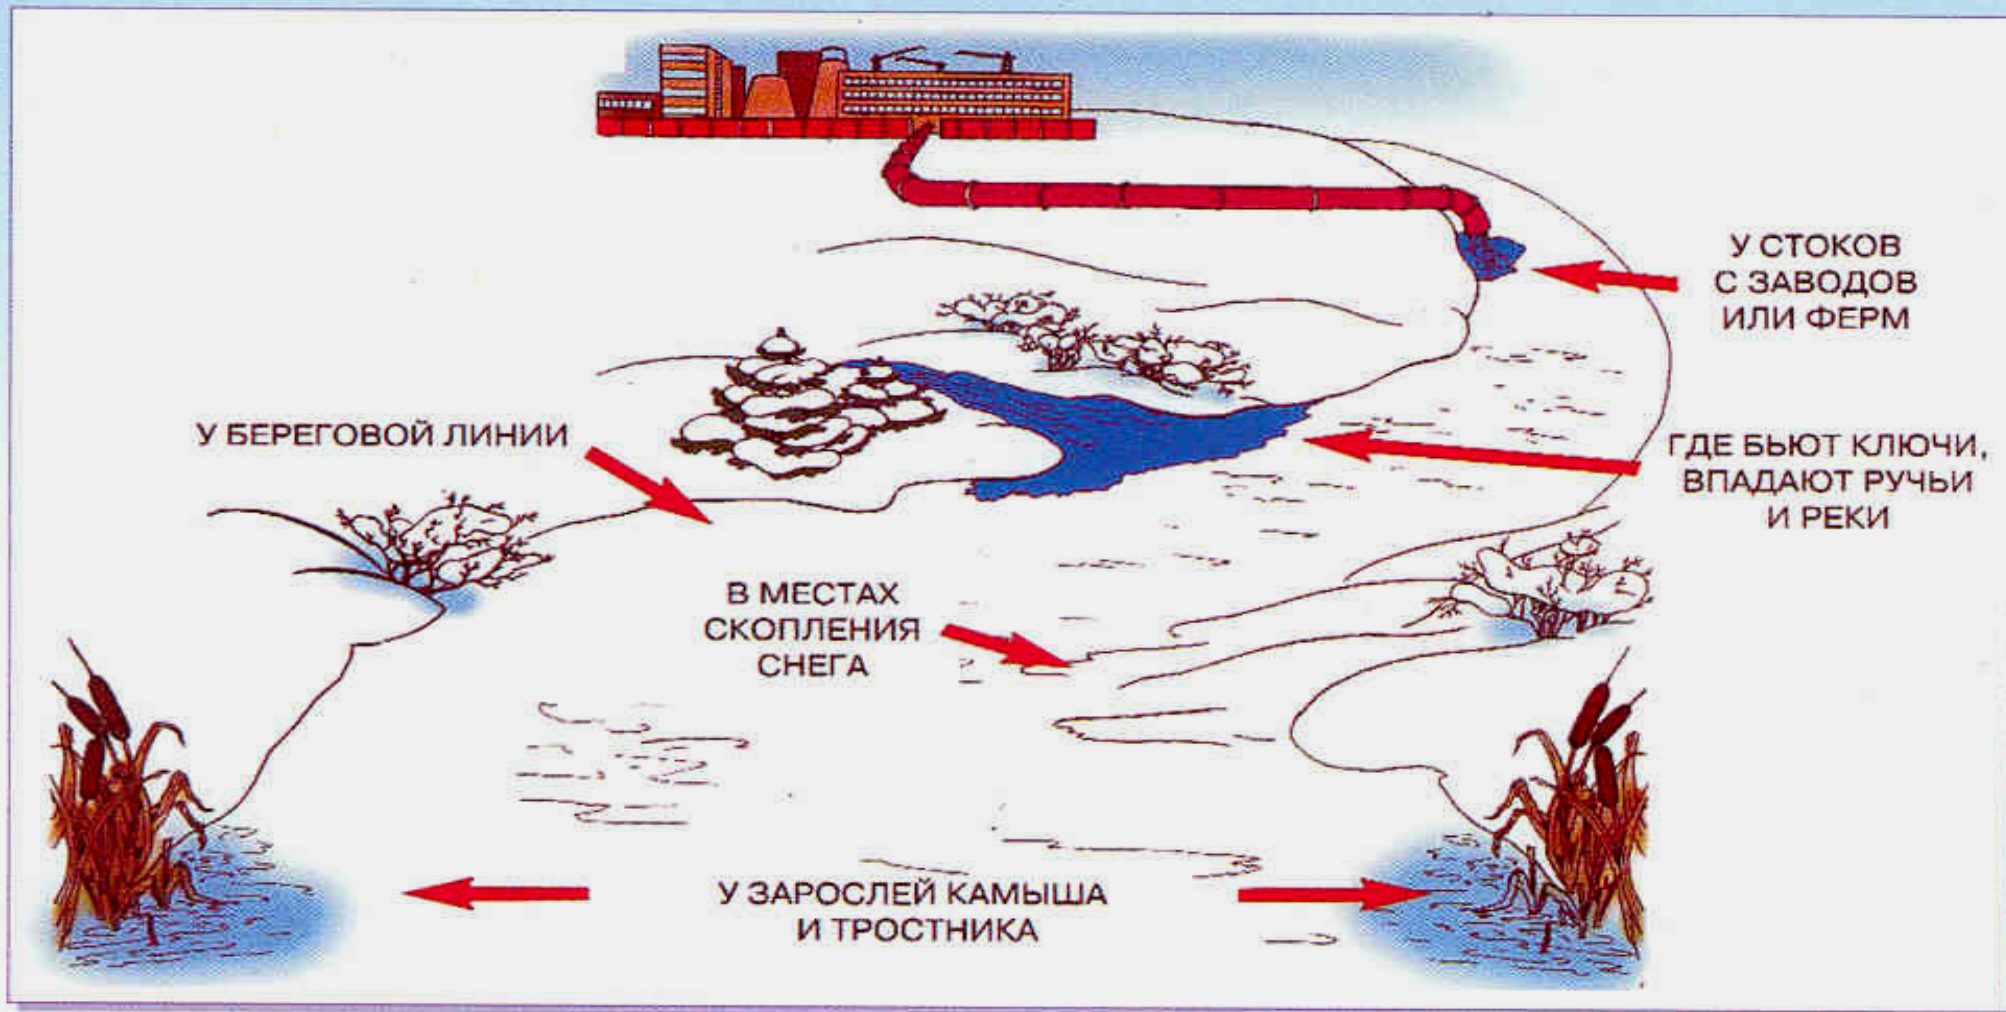 У СТОКОВ
С ЗАВОДОВ
ИЛИ ФЕРМ
У БЕРЕГОВОЙ ЛИНИИ
ГДЕ БЬЮТ КЛЮЧИ,
ВПАДАЮТ РУЧЬИ
И РЕКИ
В МЕСТАХ
СКОПЛЕНИЯ
СНЕГА
У ЗАРОСЛЕЙ КАМЫША
И ТРОСТНИКА